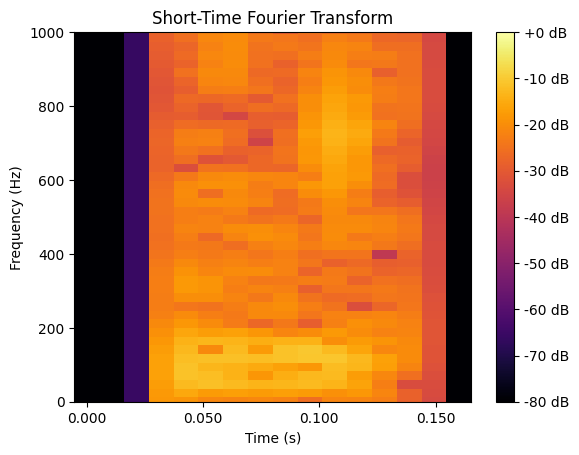 Short-Time Fourier Transform
1000
800
600
400
200
0
Frequency (Hz)
0.000
0.050
0.100
0.150
Time (s)
+0 dB
-10 dB
-20 dB
-30 dB
-40 dB
-50 dB
-60 dB
-70 dB
-80 dB